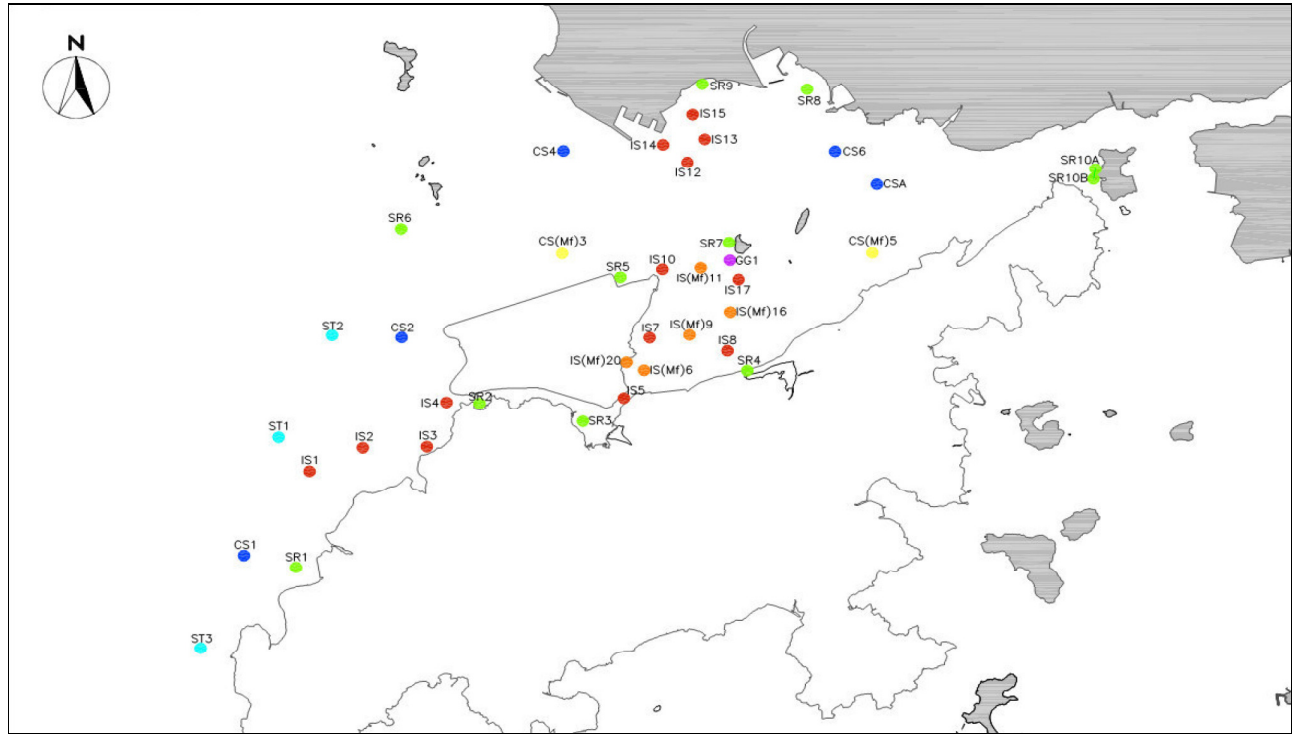 N
SR9
SR8
IS15
IS13
IS14
CS4
CS6
IS12
SR10A
SR10B
CSA
SR6
CS(Mf)3
SR7
CS(Mf)5
GG1
IS10
SR5
IS(Mf)11
IS17
IS(Mf)16
ST2
CS2
IS7
IS(Mf)9
IS8
IS(Mf)20
IS(Mf)6
SR4
IS5
IS4
SR2
SR3
ST1
IS2
IS3
IS1
CS1
SR1
ST3